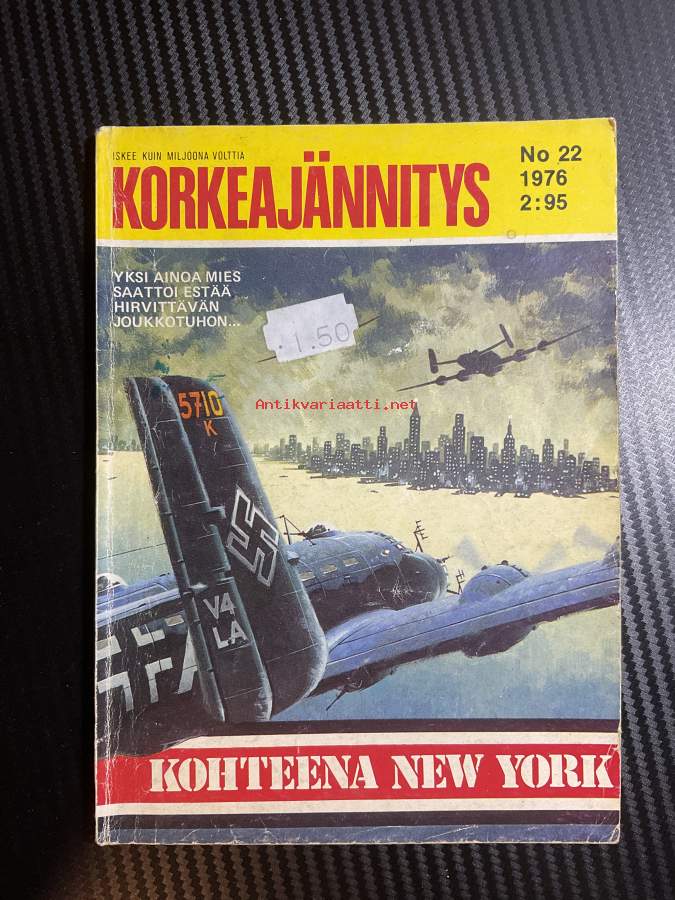 ISKEE KUIN MILJOONA VOLTTIA
KORKEAJÄNNITYS
No 22
1976
2:95
YKSI AINOA MIES
SAATTOI ESTÄÄ
HIRVITTÄVÄN
JOUKKOTUHON...
.1.50
Antikvariaatti.net
5710
K
V4
LA
KOHTEENA NEW YORK